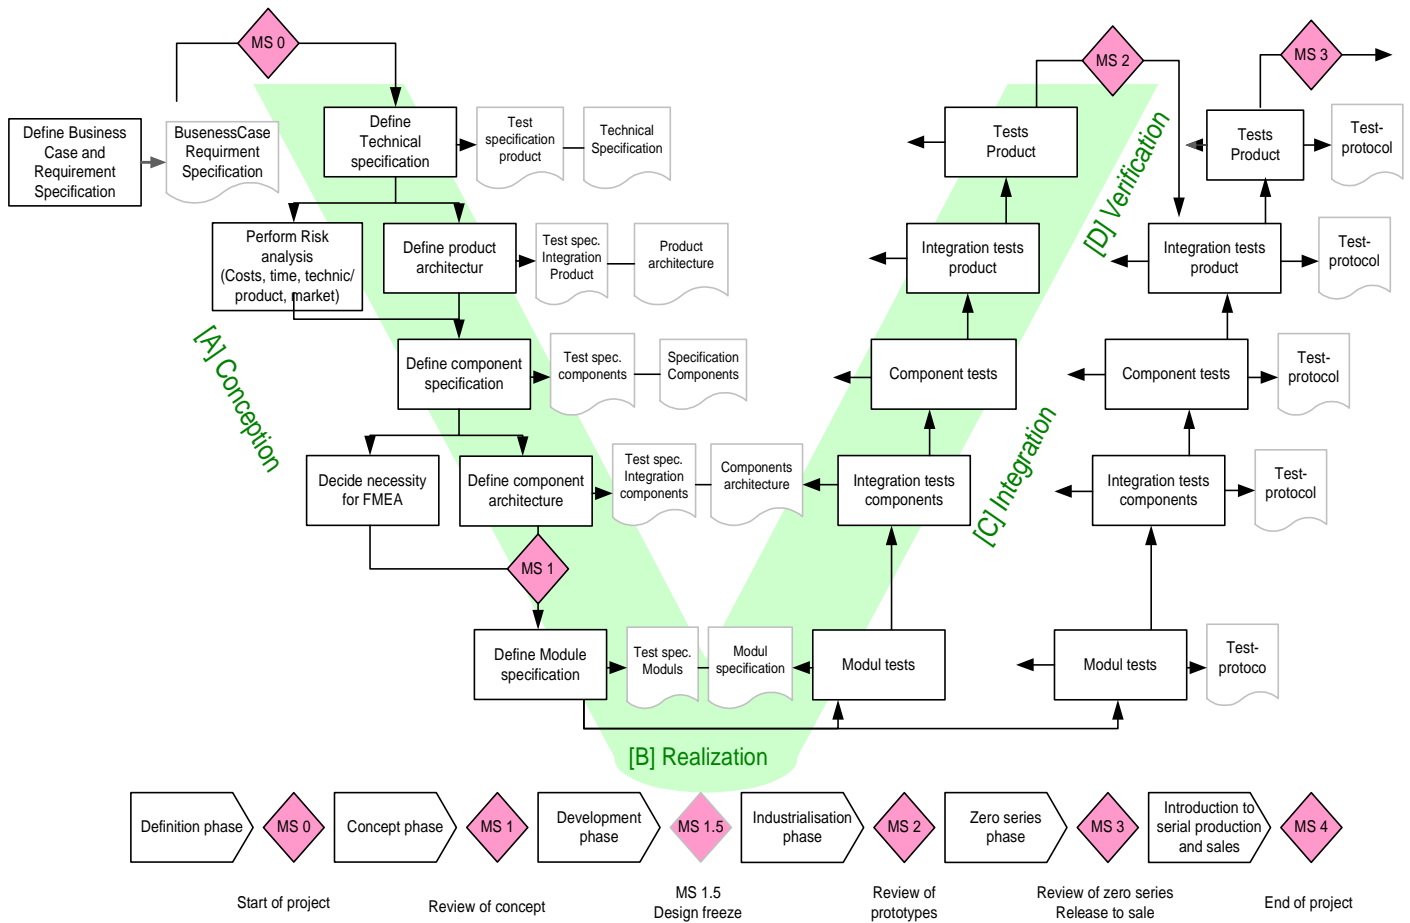 MS 0
MS 2
MS 3
Define Business
Case and
Requirement
Specification
BusenessCase
Requirment
Specification
Define
Technical
specification
Test
specification
product
Technical
Specification
Tests
Product
Tests
Product
Test-
protocol
[D] Verification
Perform Risk
analysis
(Costs, time, technic/
product, market)
Define product
architectur
Test spec.
Integration
Product
Product
architecture
Integration tests
product
Integration tests
product
Test-
protocol
[A] Conception
Define component
specification
Test spec.
components
Specification
Components
Component tests
Component tests
Test-
protocol
Decide necessity
for FMEA
Define component
architecture
Test spec.
Integration
components
Components
architecture
Integration tests
components
[C] Integration
Integration tests
components
Test-
protocol
MS 1
Define Module
specification
Test spec.
Moduls
Modul
specification
Modul tests
Modul tests
Test-
protoco
[B] Realization
Definition phase
MS 0
Concept phase
MS 1
Development
phase
MS 1.5
Industrialisation
phase
MS 2
Zero series
phase
MS 3
Introduction to
serial production
and sales
MS 4
Start of project
Review of concept
MS 1.5
Design freeze
Review of
prototypes
Review of zero series
Release to sale
End of project